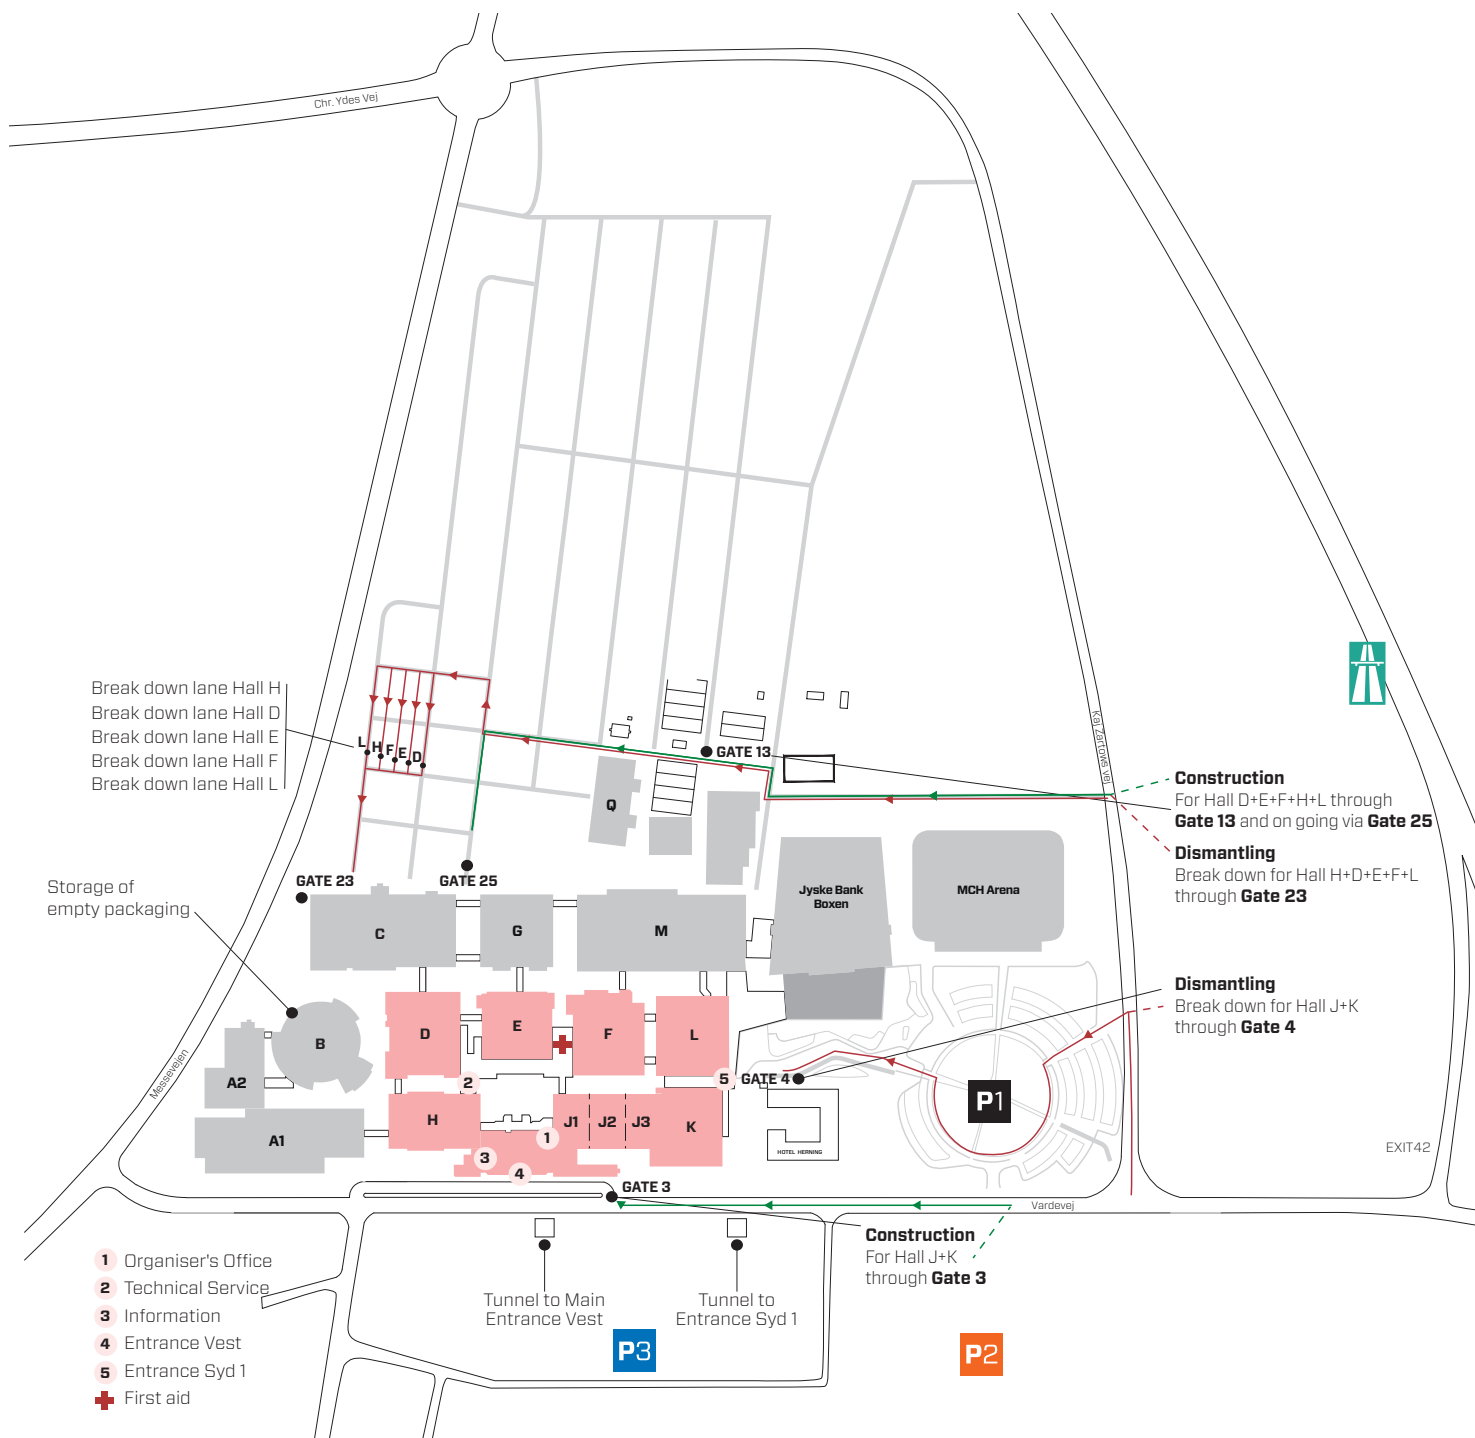 Chr. Ydes Vej
Kaj Zartows vej
Break down lane Hall H
Break down lane Hall D
Break down lane Hall E
Break down lane Hall F
Break down lane Hall L
L
H
F
E
D
GATE 13
Q
Construction
For Hall D+E+F+H+L through
Gate 13 and on going via Gate 25
Dismantling
Break down for Hall H+D+E+F+L
through Gate 23
GATE 23
GATE 25
Storage of
empty packaging
C
G
M
Jyske Bank
Boxen
MCH Arena
Dismantling
Break down for Hall J+K
through Gate 4
D
E
F
L
B
A2
A1
Messevejen
2
5
GATE 4
P1
H
J1
J2
J3
K
1
3
4
HOTEL HERNING
EXIT42
GATE 3
Vardevej
Construction
For Hall J+K
through Gate 3
1 Organiser's Office
2 Technical Service
3 Information
4 Entrance Vest
5 Entrance Syd 1
First aid
Tunnel to Main
Entrance Vest
Tunnel to
Entrance Syd 1
P3
P2